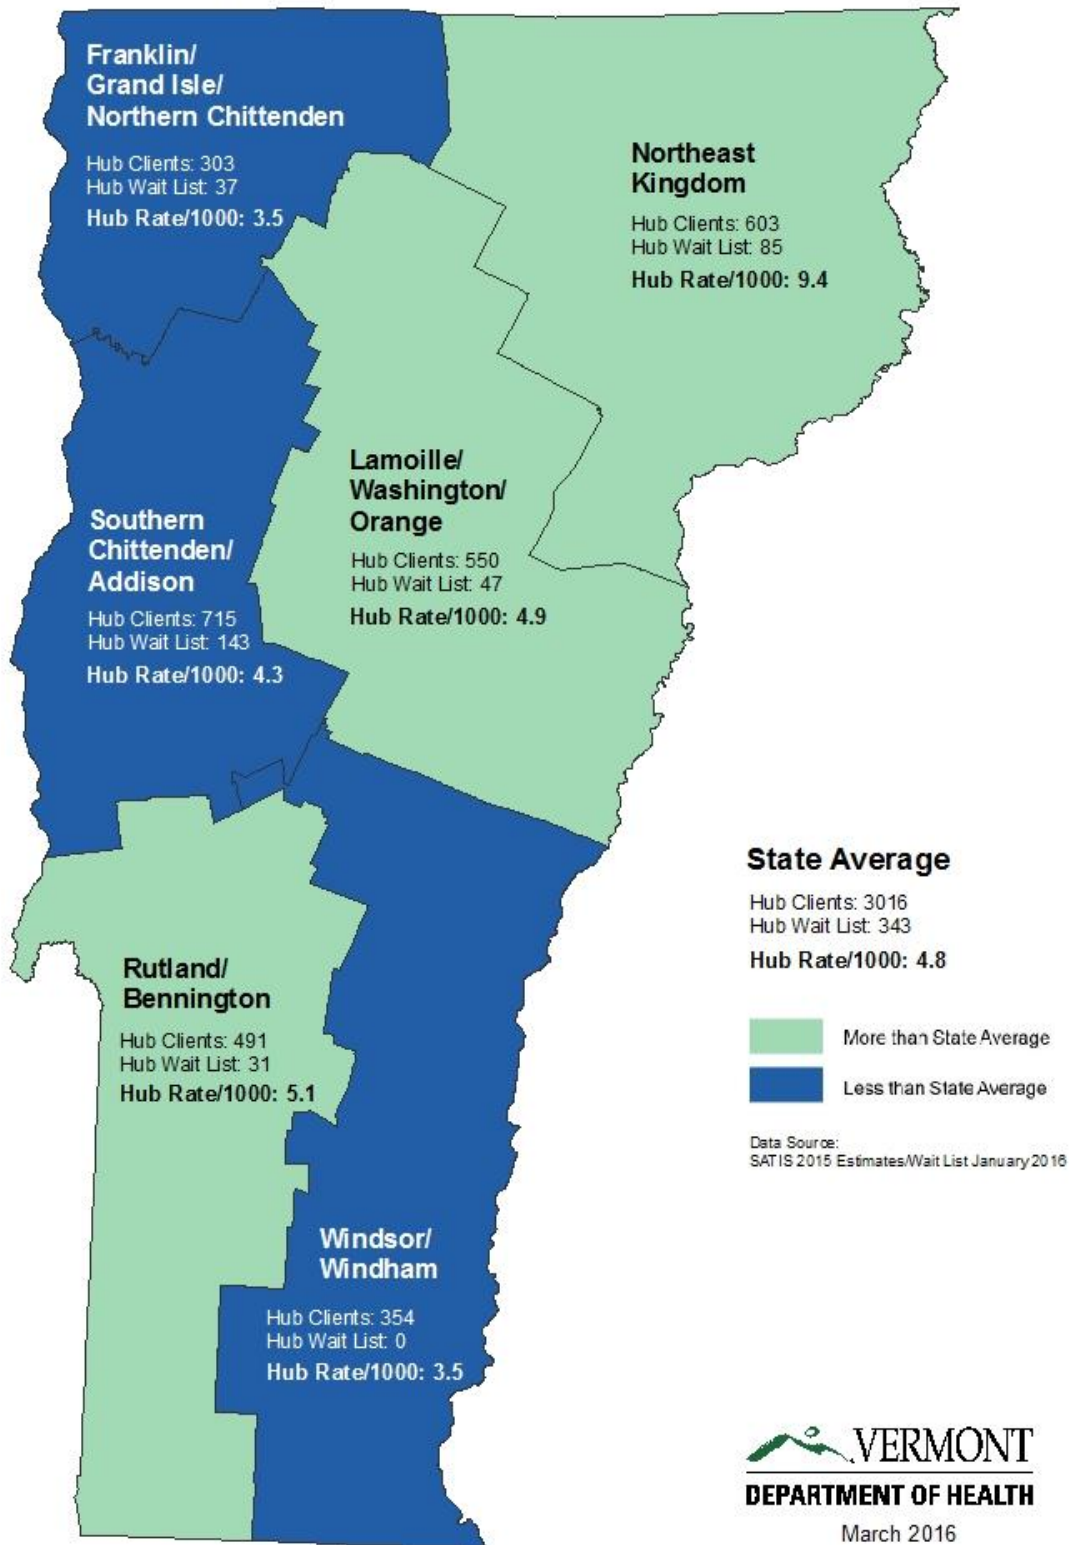 Franklin/
Grand Isle/
Northern Chittenden
Hub Clients: 303
Hub Wait List: 37
Hub Rate/1000: 3.5
Northeast
Kingdom
Hub Clients: 603
Hub Wait List: 85
Hub Rate/1000: 9.4
Lamoille/
Washington/
Orange
Hub Clients: 550
Hub Wait List: 47
Hub Rate/1000: 4.9
Southern
Chittenden/
Addison
Hub Clients: 715
Hub Wait List: 143
Hub Rate/1000: 4.3
Rutland/
Bennington
Hub Clients: 491
Hub Wait List: 31
Hub Rate/1000: 5.1
Windsor/
Windham
Hub Clients: 354
Hub Wait List: 0
Hub Rate/1000: 3.5
State Average
Hub Clients: 3016
Hub Wait List: 343
Hub Rate/1000: 4.8
More than State Average
Less than State Average
Data Source:
SATIS 2015 Estimates/Wait List January 2016
VERMONT
DEPARTMENT OF HEALTH
March 2016